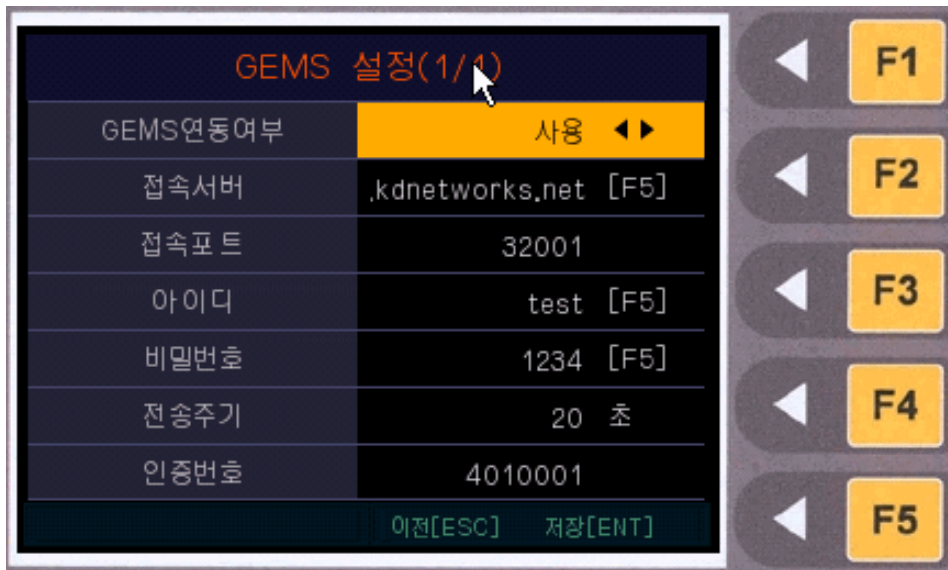 GEMS 설정(1/1)
GEMS연동여부 사용 ◀▶
접속서버 .kdnetworks.net [F5]
접속포트 32001
아이디 test [F5]
비밀번호 1234 [F5]
전송주기 20 초
인증번호 4010001
이전[ESC] 저장[ENT]
F1
F2
F3
F4
F5